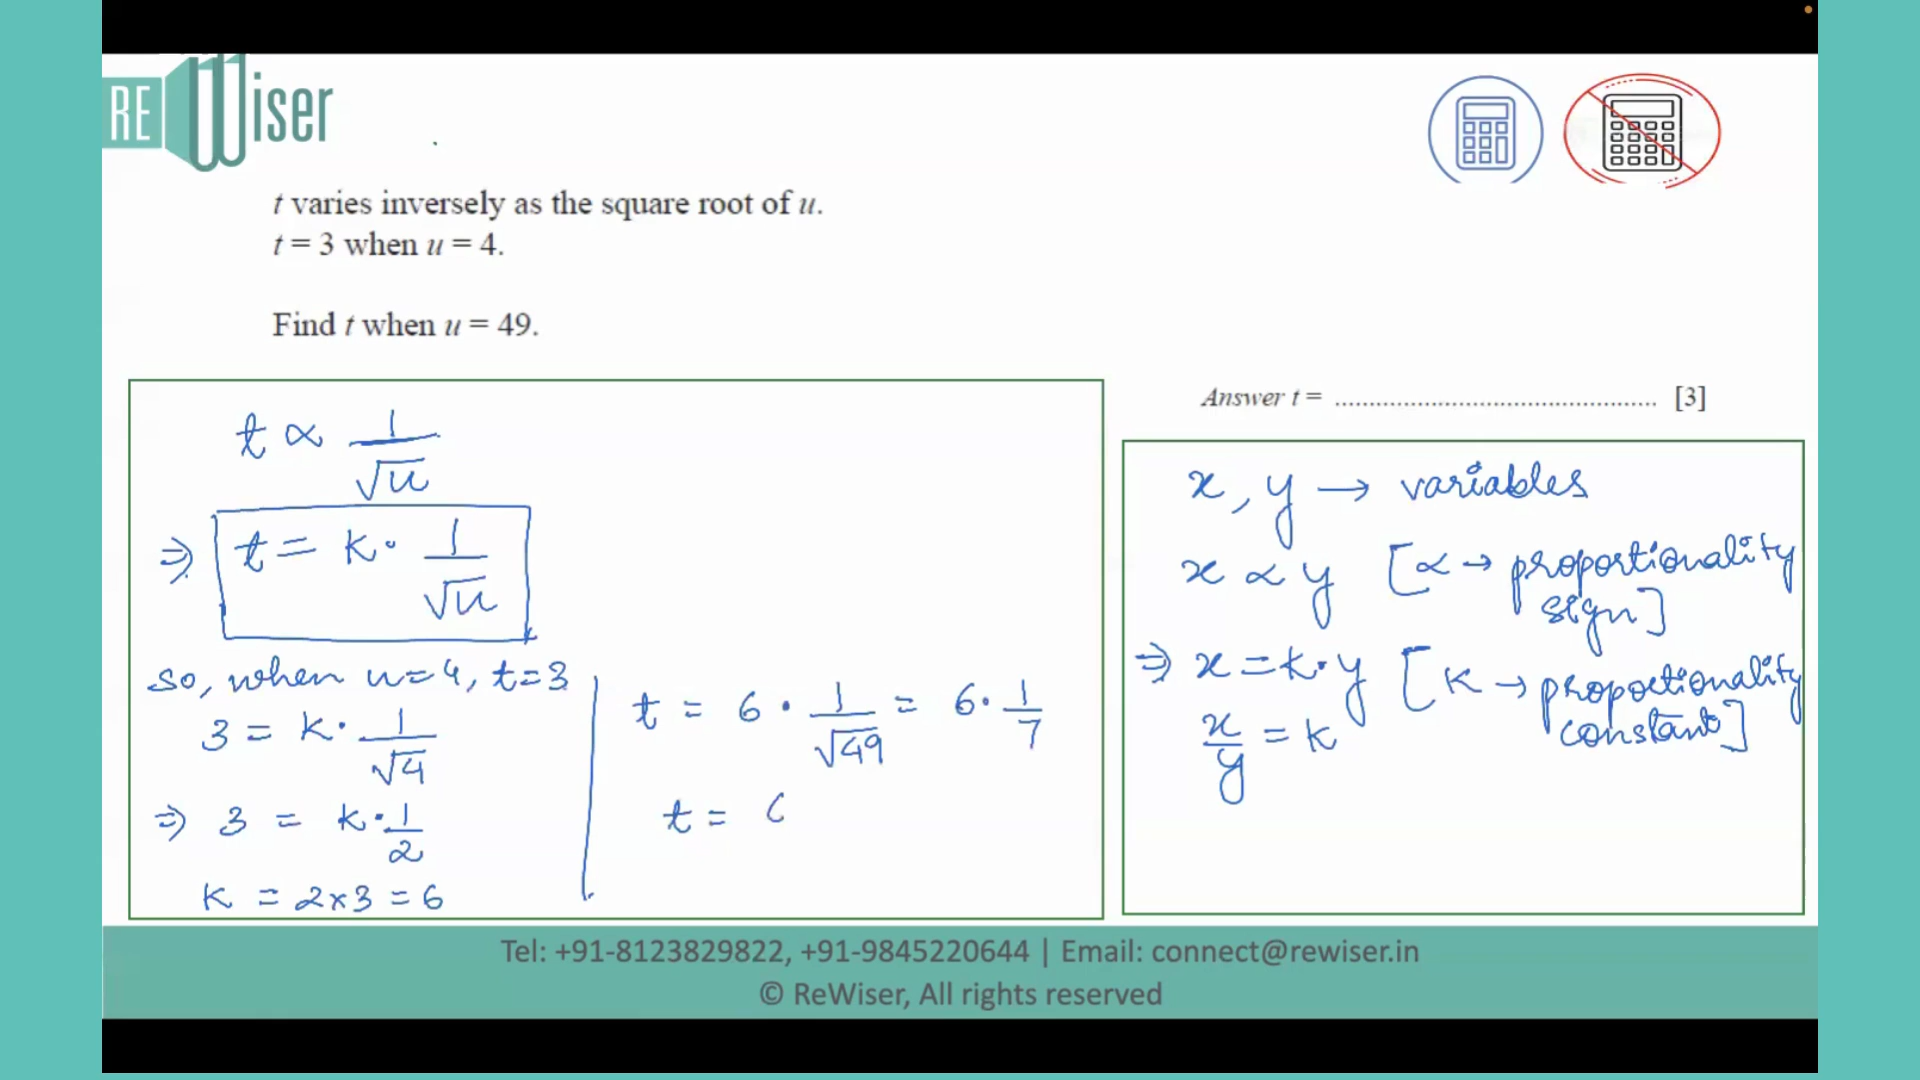 REWiser
t varies inversely as the square root of u.
t = 3 when u = 4.
Find t when u = 49.
Answer t = ............................................... [3]
t ∝ 1/√u
⇒ t = k · 1/√u
so, when u=4, t=3
3 = k · 1/√4
⇒ 3 = k · 1/2
k = 2×3 = 6
t = 6 · 1/√49 = 6 · 1/7
t =
x, y → variables
x ∝ y [∝ → proportionality
sign]
⇒ x = k · y [k → proportionality
constant]
x/y = k
Tel: +91-8123829822, +91-9845220644 | Email: connect@rewiser.in
© ReWiser, All rights reserved